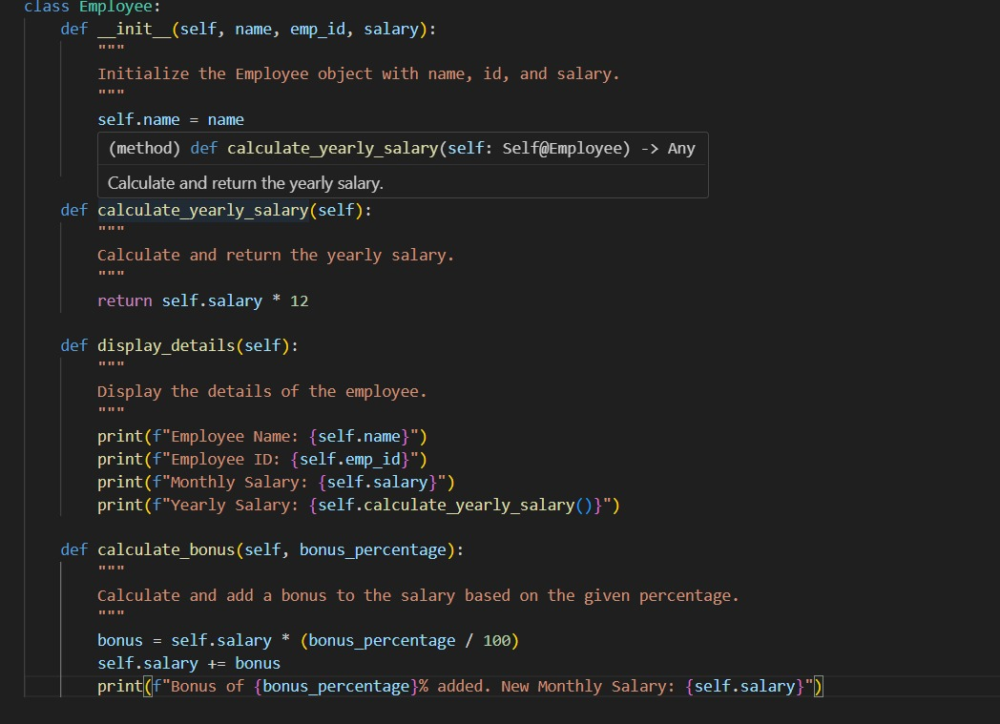 class Employee:
    def __init__(self, name, emp_id, salary):
        """
        Initialize the Employee object with name, id, and salary.
        """
        self.name = name
(method) def calculate_yearly_salary(self: Self@Employee) -> Any
Calculate and return the yearly salary.
    def calculate_yearly_salary(self):
        """
        Calculate and return the yearly salary.
        """
        return self.salary * 12
    def display_details(self):
        """
        Display the details of the employee.
        """
        print(f"Employee Name: {self.name}")
        print(f"Employee ID: {self.emp_id}")
        print(f"Monthly Salary: {self.salary}")
        print(f"Yearly Salary: {self.calculate_yearly_salary()}")
    def calculate_bonus(self, bonus_percentage):
        """
        Calculate and add a bonus to the salary based on the given percentage.
        """
        bonus = self.salary * (bonus_percentage / 100)
        self.salary += bonus
        print(f"Bonus of {bonus_percentage}% added. New Monthly Salary: {self.salary}")